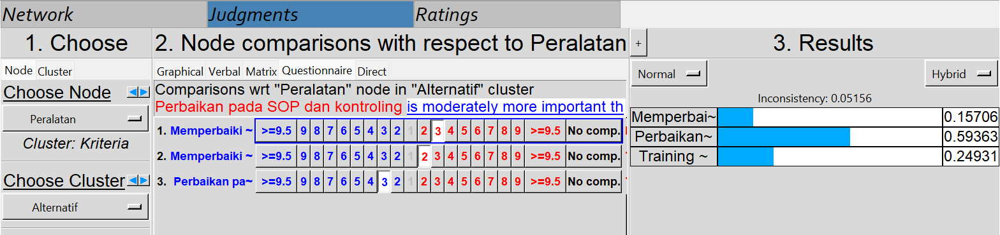 Network Judgments Ratings
1. Choose
Node Cluster
Choose Node
Peralatan
Cluster: Kriteria
Choose Cluster
Alternatif
2. Node comparisons with respect to Peralatan
Graphical Verbal Matrix Questionnaire Direct
Comparisons wrt "Peralatan" node in "Alternatif" cluster
Perbaikan pada SOP dan kontroling is moderately more important th
1. Memperbaiki ~ >=9.5 9 8 7 6 5 4 3 2 1 2 3 4 5 6 7 8 9 >=9.5 No comp.
2. Memperbaiki ~ >=9.5 9 8 7 6 5 4 3 2 1 2 3 4 5 6 7 8 9 >=9.5 No comp.
3. Perbaikan pa~ >=9.5 9 8 7 6 5 4 3 2 1 2 3 4 5 6 7 8 9 >=9.5 No comp.
+ 3. Results
Normal Hybrid
Inconsistency: 0.05156
Memperbai~ 0.15706
Perbaikan~ 0.59363
Training ~ 0.24931